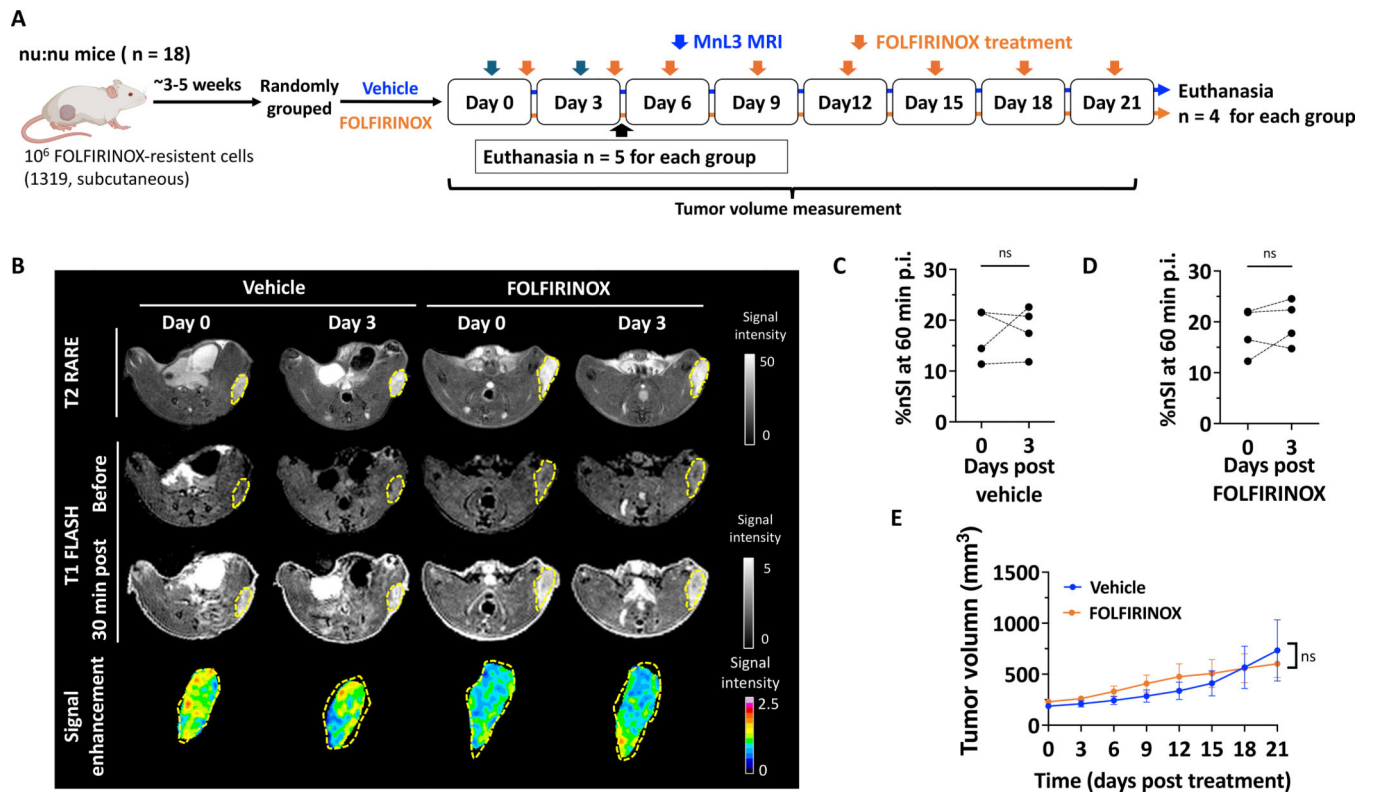 A
nu:nu mice ( n = 18)
~3-5 weeks
Randomly
grouped
Vehicle
FOLFIRINOX
10⁶ FOLFIRINOX-resistent cells
(1319, subcutaneous)
MnL3 MRI
FOLFIRINOX treatment
Day 0
Day 3
Day 6
Day 9
Day12
Day 15
Day 18
Day 21
Euthanasia
n = 4 for each group
Euthanasia n = 5 for each group
Tumor volume measurement
B
Vehicle
FOLFIRINOX
Day 0
Day 3
Day 0
Day 3
Signal
intensity
50
0
T2 RARE
T1 FLASH
Before
30 min post
Signal
intensity
5
0
Signal
enhancement
Signal
intensity
2.5
0
C
%nSI at 60 min p.i.
ns
30
20
10
0
0
3
Days post
vehicle
D
%nSI at 60 min p.i.
ns
30
20
10
0
0
3
Days post
FOLFIRINOX
E
Tumor volumn (mm³)
1500
1000
500
0
Vehicle
FOLFIRINOX
ns
0 3 6 9 12 15 18 21
Time (days post treatment)